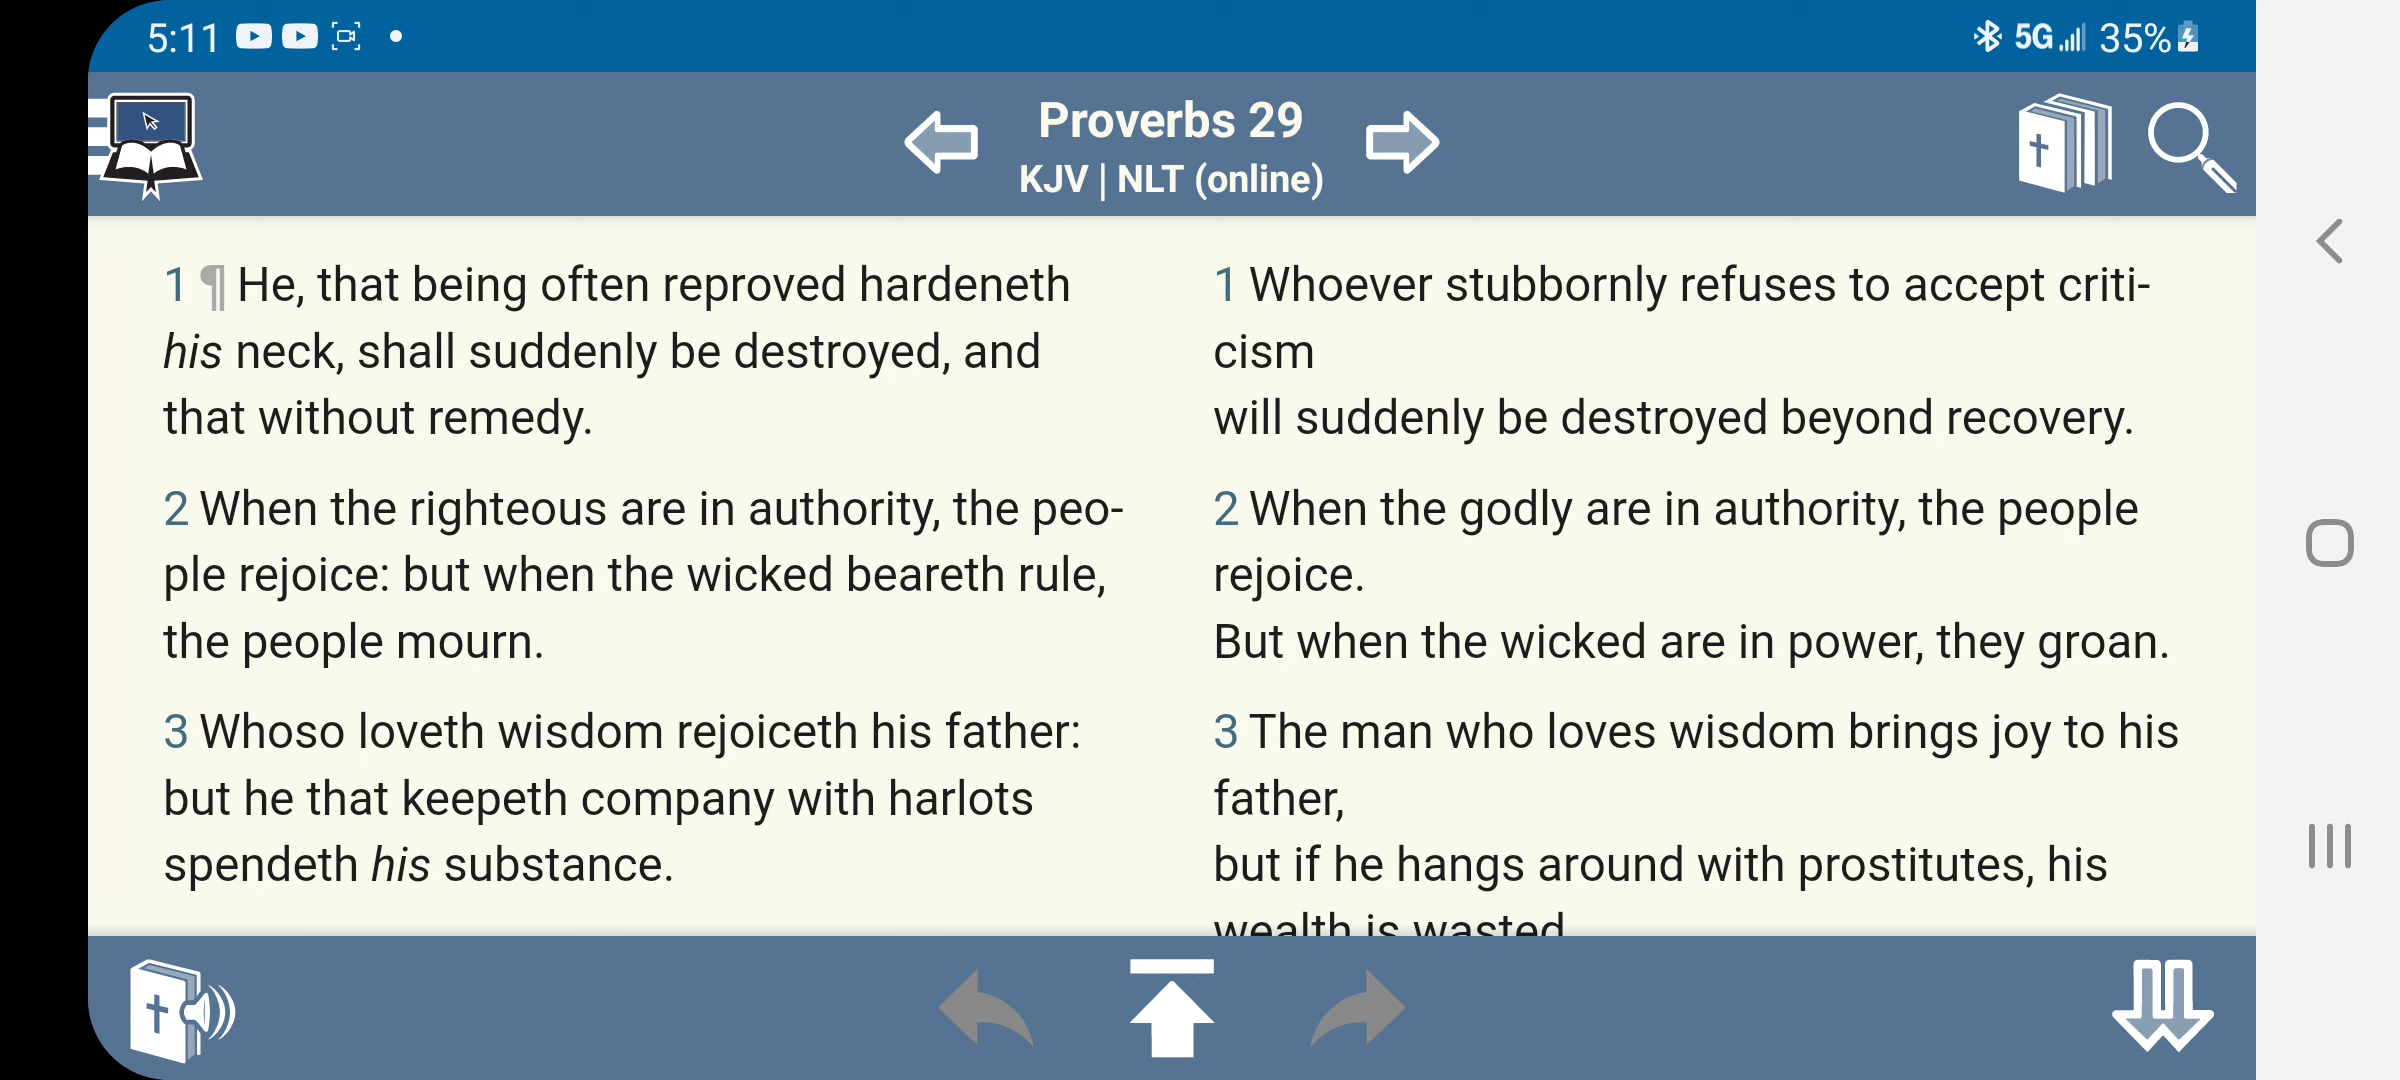 5:11
5G 35%
Proverbs 29
KJV | NLT (online)
1 ¶ He, that being often reproved hardeneth
his neck, shall suddenly be destroyed, and
that without remedy.
2 When the righteous are in authority, the peo-
ple rejoice: but when the wicked beareth rule,
the people mourn.
3 Whoso loveth wisdom rejoiceth his father:
but he that keepeth company with harlots
spendeth his substance.
1 Whoever stubbornly refuses to accept criti-
cism
will suddenly be destroyed beyond recovery.
2 When the godly are in authority, the people
rejoice.
But when the wicked are in power, they groan.
3 The man who loves wisdom brings joy to his
father,
but if he hangs around with prostitutes, his
wealth is wasted